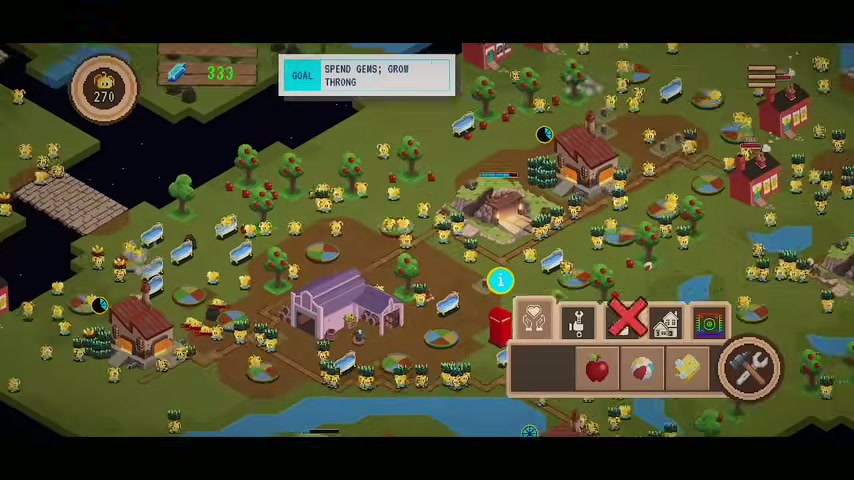 270
333
GOAL
SPEND GEMS; GROW
THRONG
i